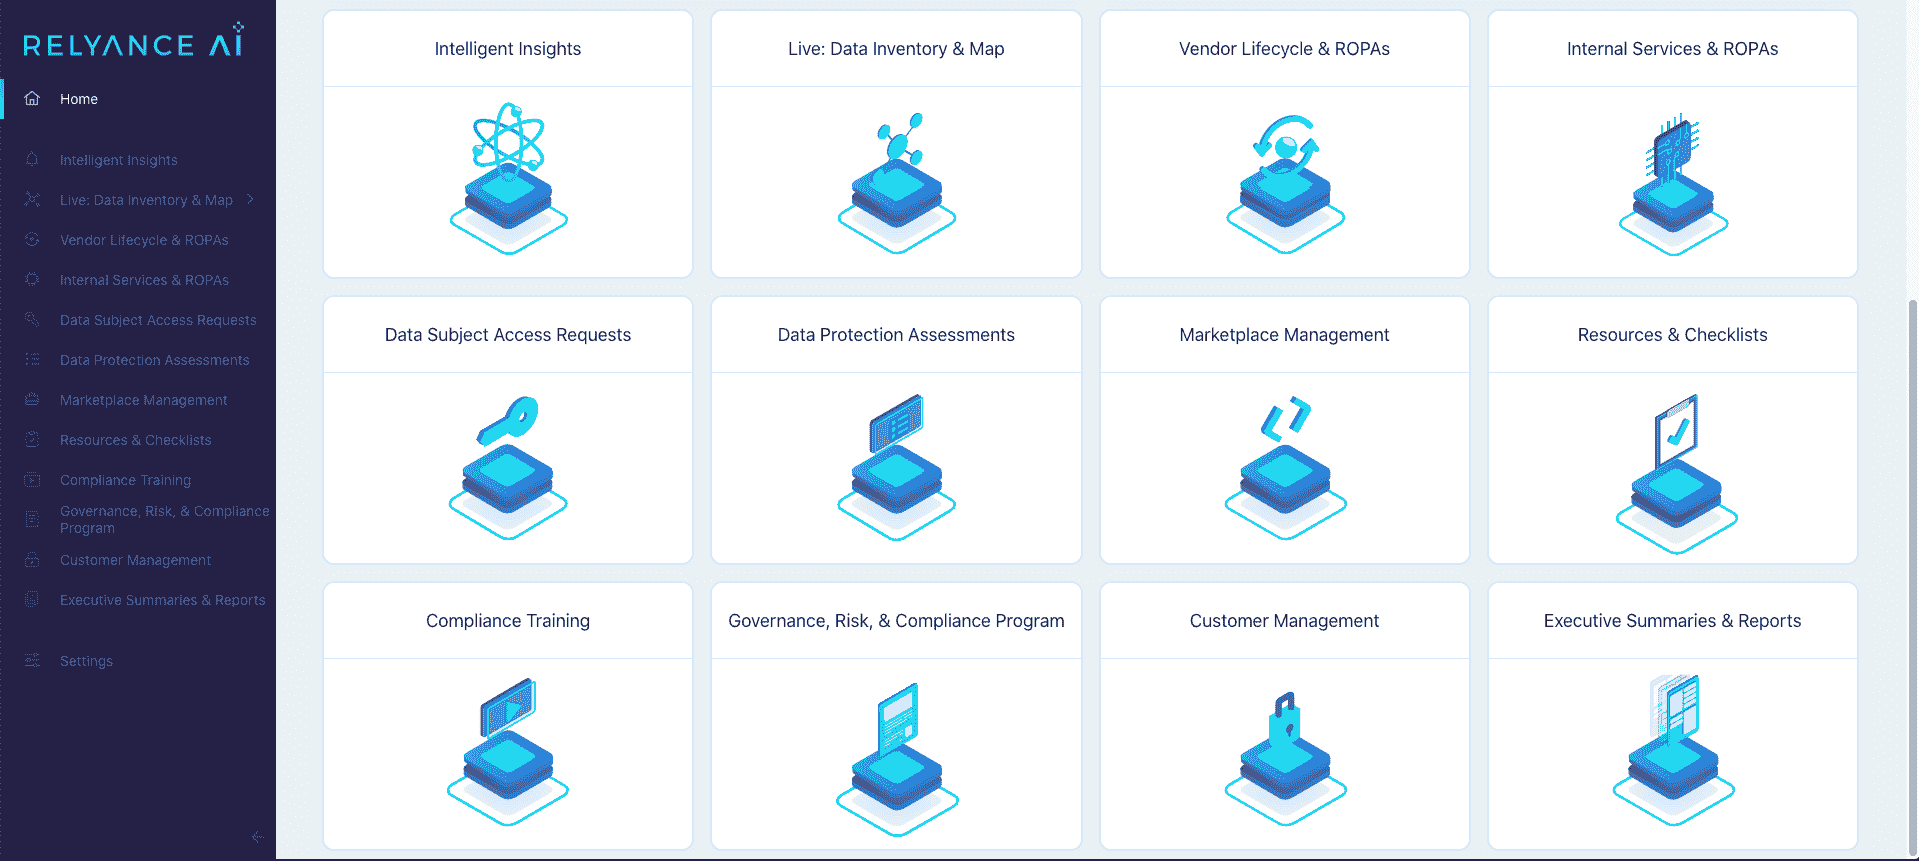 RELYANCE AI
Home
Intelligent Insights
Live: Data Inventory & Map
Vendor Lifecycle & ROPAs
Internal Services & ROPAs
Data Subject Access Requests
Data Protection Assessments
Marketplace Management
Resources & Checklists
Compliance Training
Governance, Risk, & Compliance
Program
Customer Management
Executive Summaries & Reports
Settings
Intelligent Insights
Live: Data Inventory & Map
Vendor Lifecycle & ROPAs
Internal Services & ROPAs
Data Subject Access Requests
Data Protection Assessments
Marketplace Management
Resources & Checklists
Compliance Training
Governance, Risk, & Compliance Program
Customer Management
Executive Summaries & Reports